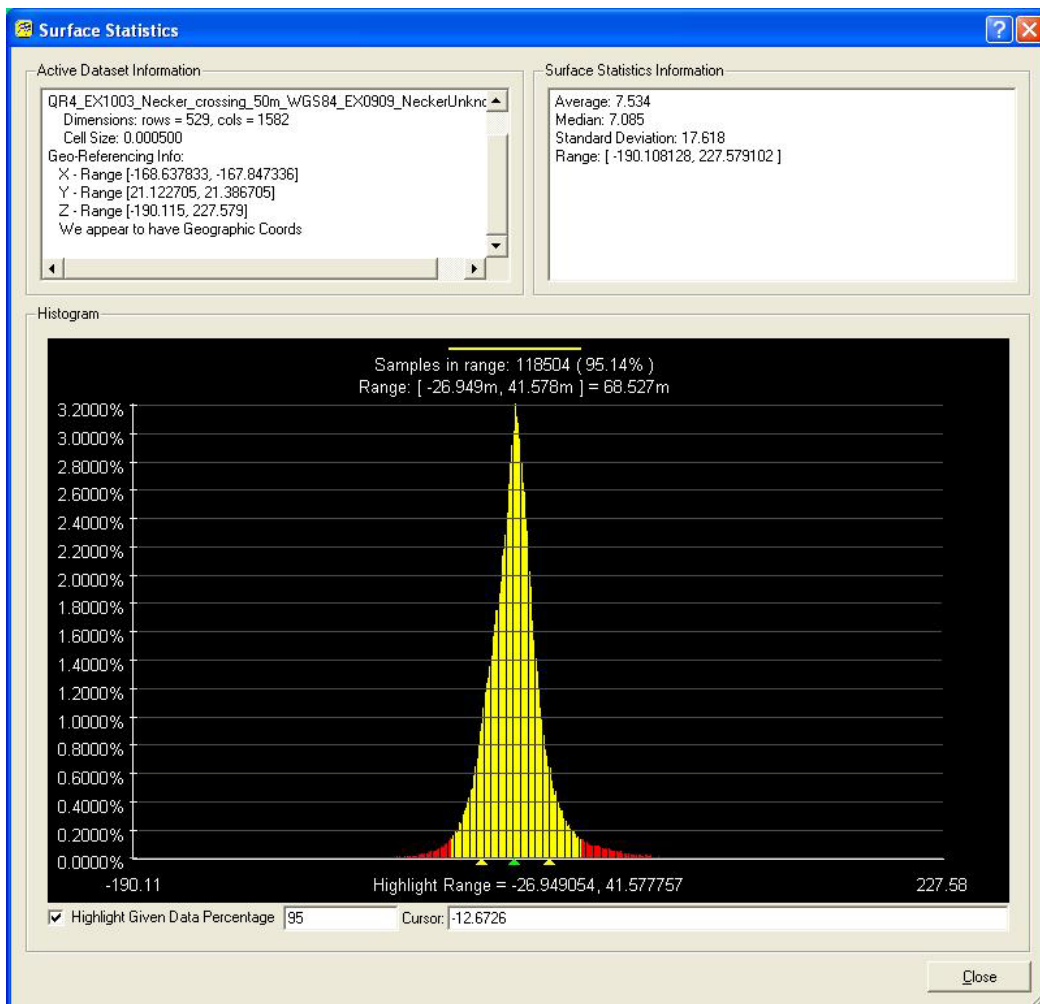 Surface Statistics
Active Dataset Information
QR4_EX1003_Necker_crossing_50m_WGS84_EX0909_NeckerUnkno
Dimensions: rows = 529, cols = 1582
Cell Size: 0.000500
Geo-Referencing Info:
X - Range [-168.637833, -167.847336]
Y - Range [21.122705, 21.386705]
Z - Range [-190.115, 227.579]
We appear to have Geographic Coords
Surface Statistics Information
Average: 7.534
Median: 7.085
Standard Deviation: 17.618
Range: [ -190.108128, 227.579102 ]
Histogram
Samples in range: 118504 ( 95.14% )
Range: [ -26.949m, 41.578m ] = 68.527m
3.2000%
3.0000%
2.8000%
2.6000%
2.4000%
2.2000%
2.0000%
1.8000%
1.6000%
1.4000%
1.2000%
1.0000%
0.8000%
0.6000%
0.4000%
0.2000%
0.0000%
-190.11 Highlight Range = -26.949054, 41.577757 227.58
Highlight Given Data Percentage 95 Cursor: -12.6726
Close